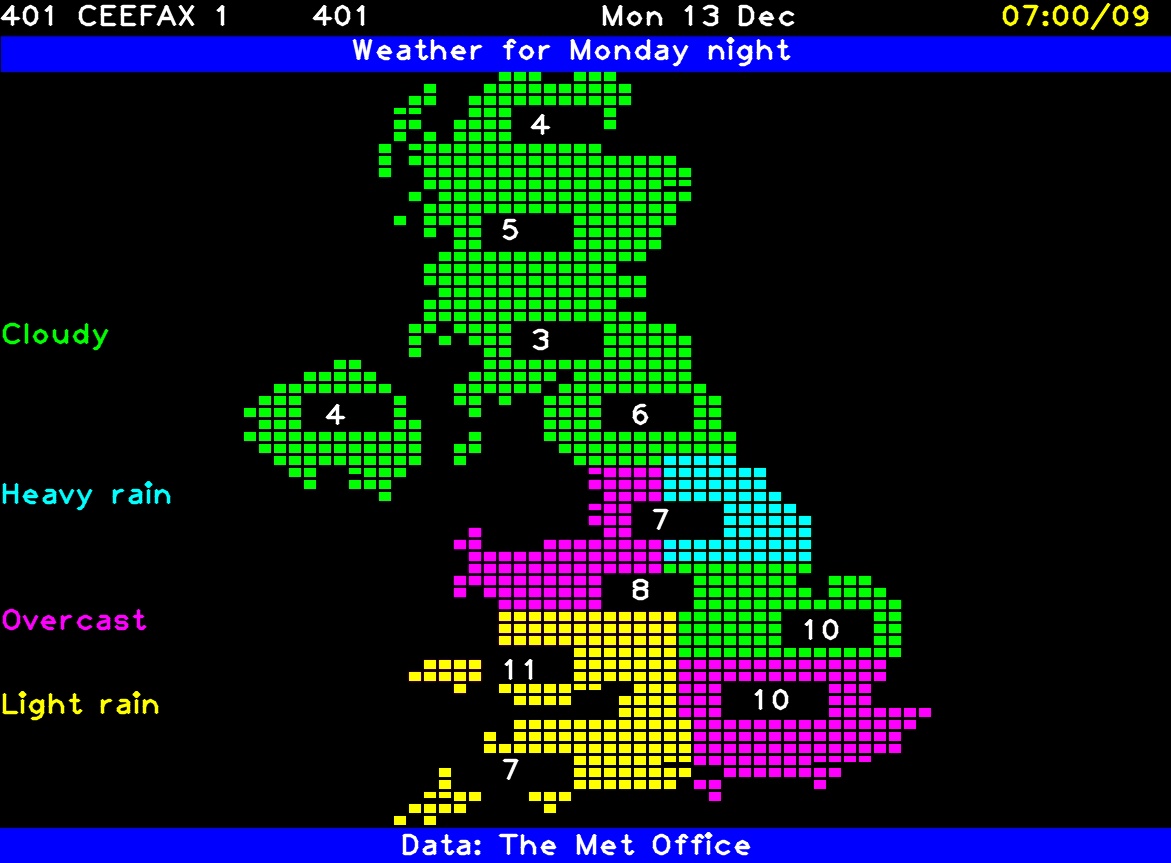 401 CEEFAX 1 401 Mon 13 Dec 07:00/09
Weather for Monday night
4
5
Cloudy
3
4
6
Heavy rain
7
8
Overcast
10
11
Light rain
10
7
Data: The Met Office